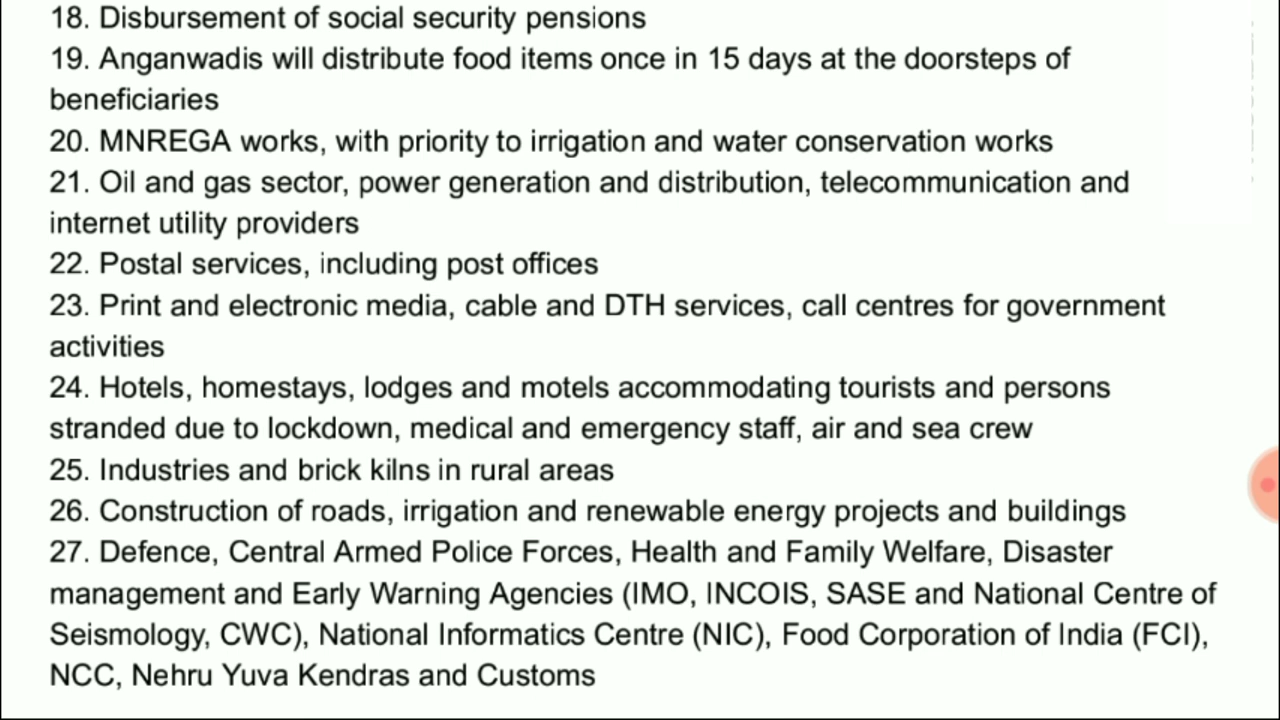 18. Disbursement of social security pensions
19. Anganwadis will distribute food items once in 15 days at the doorsteps of
beneficiaries
20. MNREGA works, with priority to irrigation and water conservation works
21. Oil and gas sector, power generation and distribution, telecommunication and
internet utility providers
22. Postal services, including post offices
23. Print and electronic media, cable and DTH services, call centres for government
activities
24. Hotels, homestays, lodges and motels accommodating tourists and persons
stranded due to lockdown, medical and emergency staff, air and sea crew
25. Industries and brick kilns in rural areas
26. Construction of roads, irrigation and renewable energy projects and buildings
27. Defence, Central Armed Police Forces, Health and Family Welfare, Disaster
management and Early Warning Agencies (IMO, INCOIS, SASE and National Centre of
Seismology, CWC), National Informatics Centre (NIC), Food Corporation of India (FCI),
NCC, Nehru Yuva Kendras and Customs